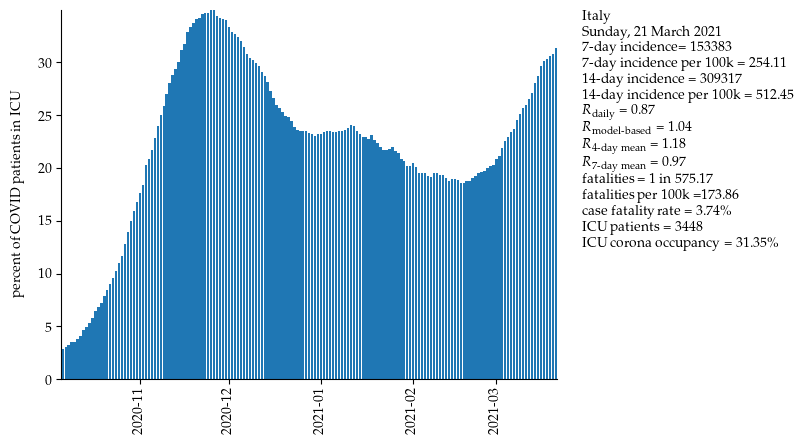 Italy
Sunday, 21 March 2021
7-day incidence= 153383
7-day incidence per 100k = 254.11
14-day incidence = 309317
14-day incidence per 100k = 512.45
R_daily = 0.87
R_model-based = 1.04
R_4-day mean = 1.18
R_7-day mean = 0.97
fatalities = 1 in 575.17
fatalities per 100k =173.86
case fatality rate = 3.74%
ICU patients = 3448
ICU corona occupancy = 31.35%
percent of COVID patients in ICU
30
25
20
15
10
5
0
2020-11
2020-12
2021-01
2021-02
2021-03